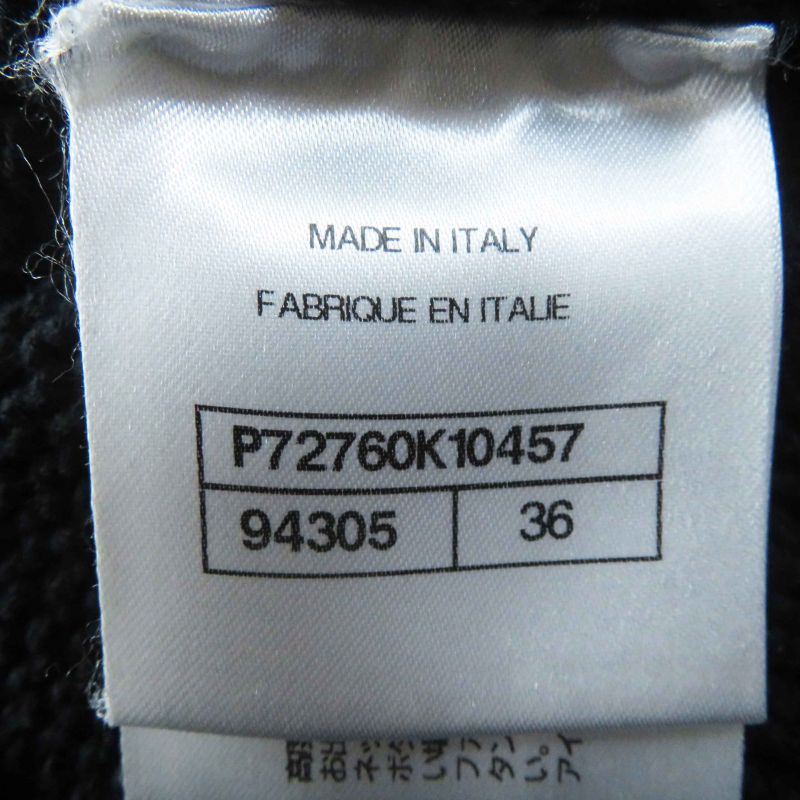 MADE IN ITALY
FABRIQUE EN ITALIE
P72760K10457
94305 36